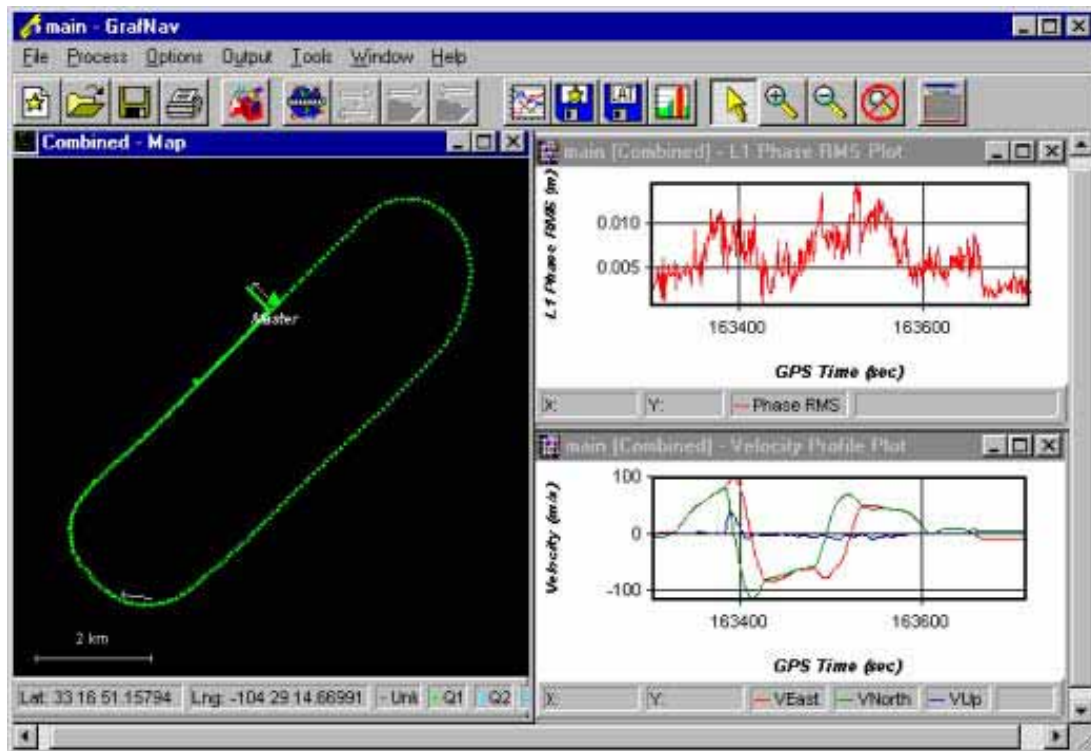 main - GrafNav
File Process Options Output Tools Window Help
LAT
Combined - Map
Master
2 km
Lat: 33 16 51.15794 Lng: -104 29 14.66991 - Unk - Q1 Q2
main [Combined] - L1 Phase RMS Plot
L1 Phase RMS (m)
0.010
0.005
163400 163600
GPS Time (sec)
X: Y: Phase RMS
main [Combined] - Velocity Profile Plot
Velocity (m/s)
100
0
-100
163400 163600
GPS Time (sec)
X: Y: VEast VNorth VUp